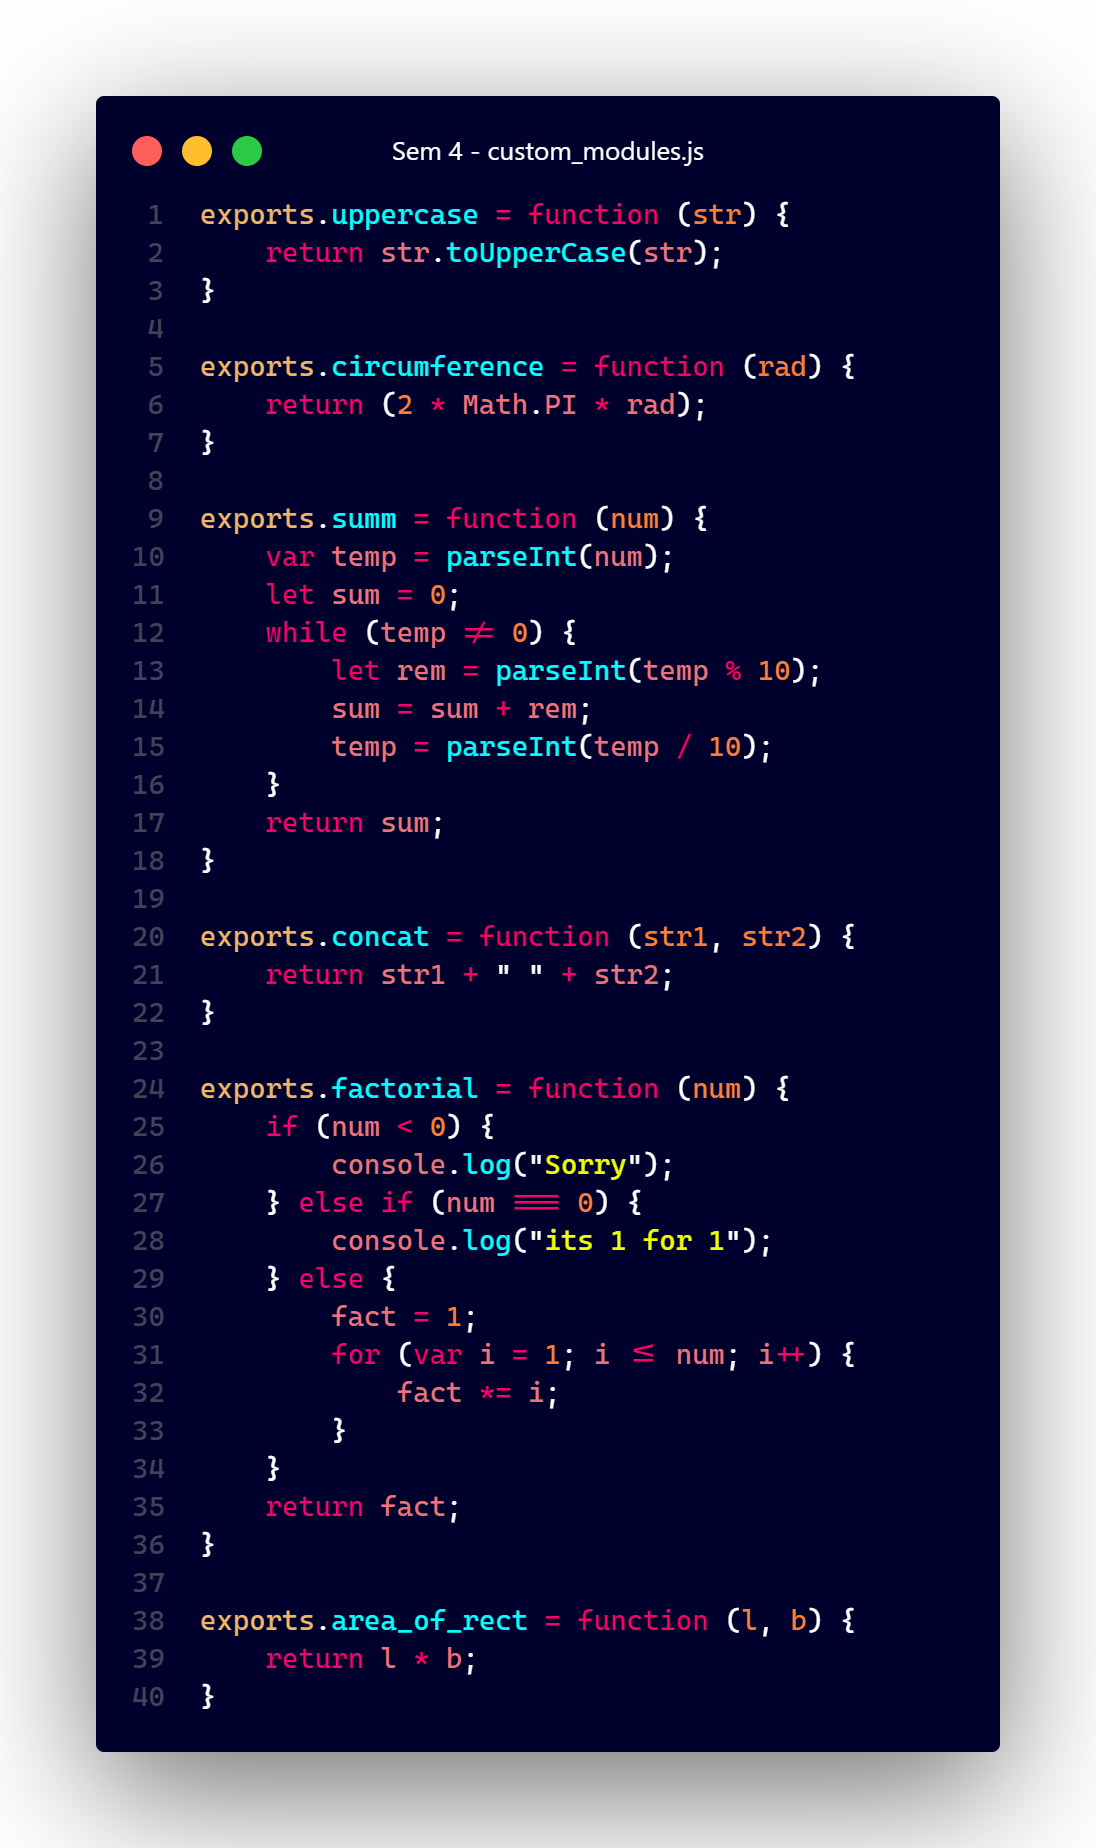 Sem 4 - custom_modules.js
1 exports.uppercase = function (str) {
2     return str.toUpperCase(str);
3 }
4
5 exports.circumference = function (rad) {
6     return (2 * Math.PI * rad);
7 }
8
9 exports.summ = function (num) {
10     var temp = parseInt(num);
11     let sum = 0;
12     while (temp != 0) {
13         let rem = parseInt(temp % 10);
14         sum = sum + rem;
15         temp = parseInt(temp / 10);
16     }
17     return sum;
18 }
19
20 exports.concat = function (str1, str2) {
21     return str1 + " " + str2;
22 }
23
24 exports.factorial = function (num) {
25     if (num < 0) {
26         console.log("Sorry");
27     } else if (num === 0) {
28         console.log("its 1 for 1");
29     } else {
30         fact = 1;
31         for (var i = 1; i <= num; i++) {
32             fact *= i;
33         }
34     }
35     return fact;
36 }
37
38 exports.area_of_rect = function (l, b) {
39     return l * b;
40 }